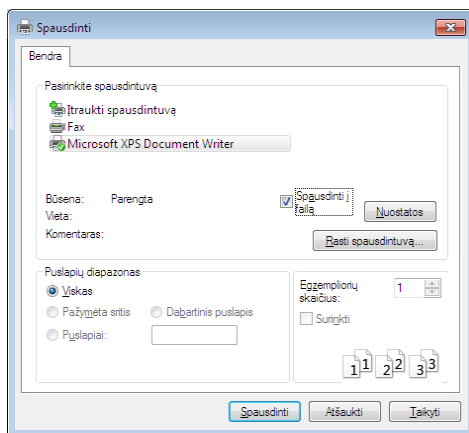 Spausdinti
Bendra
Pasirinkite spausdintuvą
Įtraukti spausdintuvą
Fax
Microsoft XPS Document Writer
Būsena: Parengta
Vieta:
Komentaras:
Spausdinti į
failą
Nuostatos
Rasti spausdintuvą...
Puslapių diapazonas
Viskas
Pažymėta sritis
Dabartinis puslapis
Puslapiai:
Egzempliorių
skaičius:
1
Surinkti
1 1 2 2 3 3
Spausdinti Atšaukti Taikyti